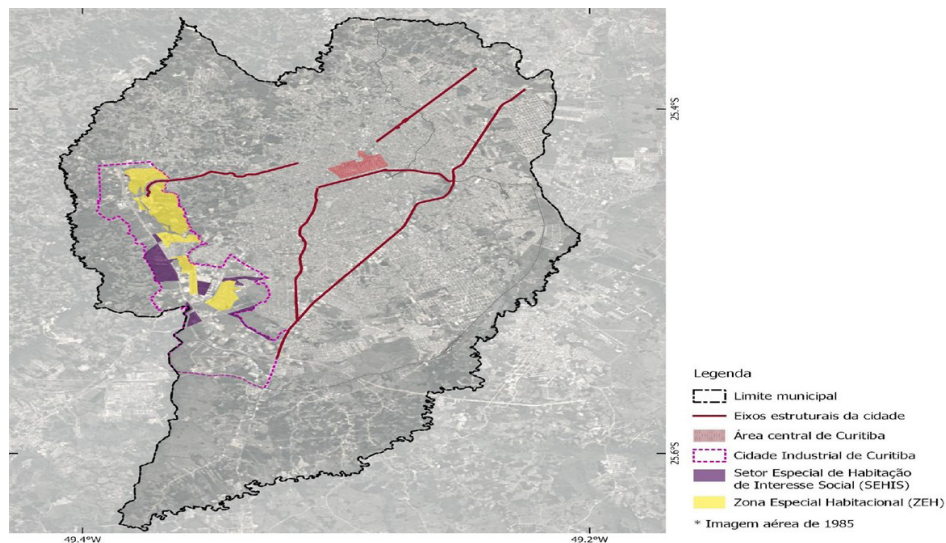 25.4°S
25.6°S
49.4°W
49.2°W
Legenda
Limite municipal
Eixos estruturais da cidade
Área central de Curitiba
Cidade Industrial de Curitiba
Setor Especial de Habitação
de Interesse Social (SEHIS)
Zona Especial Habitacional (ZEH)
* Imagem aérea de 1985